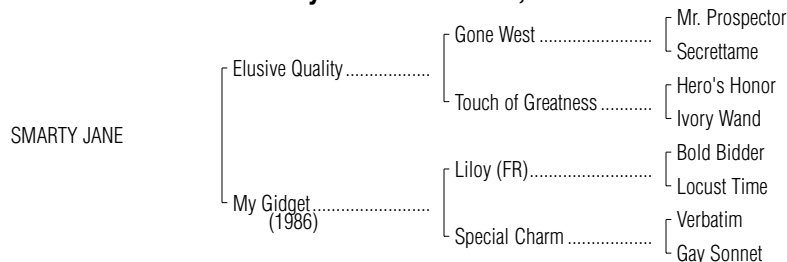 Gone West ........................
Mr. Prospector
Secrettame
Elusive Quality ..................
Touch of Greatness ...........
Hero's Honor
Ivory Wand
SMARTY JANE
Liloy (FR)..........................
Bold Bidder
Locust Time
My Gidget .........................
(1986)
Special Charm ..................
Verbatim
Gay Sonnet